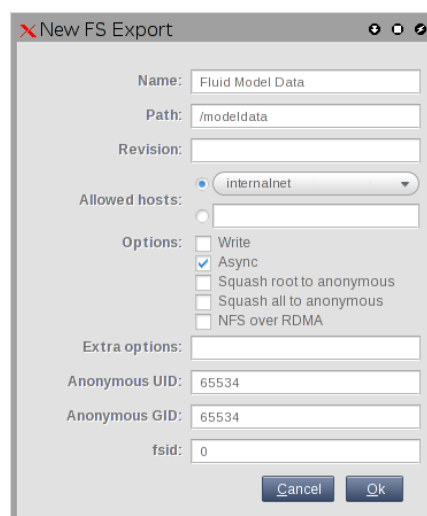 New FS Export
Name: Fluid Model Data
Path: /modeldata
Revision:
Allowed hosts: internalnet
Options: Write
Async
Squash root to anonymous
Squash all to anonymous
NFS over RDMA
Extra options:
Anonymous UID: 65534
Anonymous GID: 65534
fsid: 0
Cancel Ok